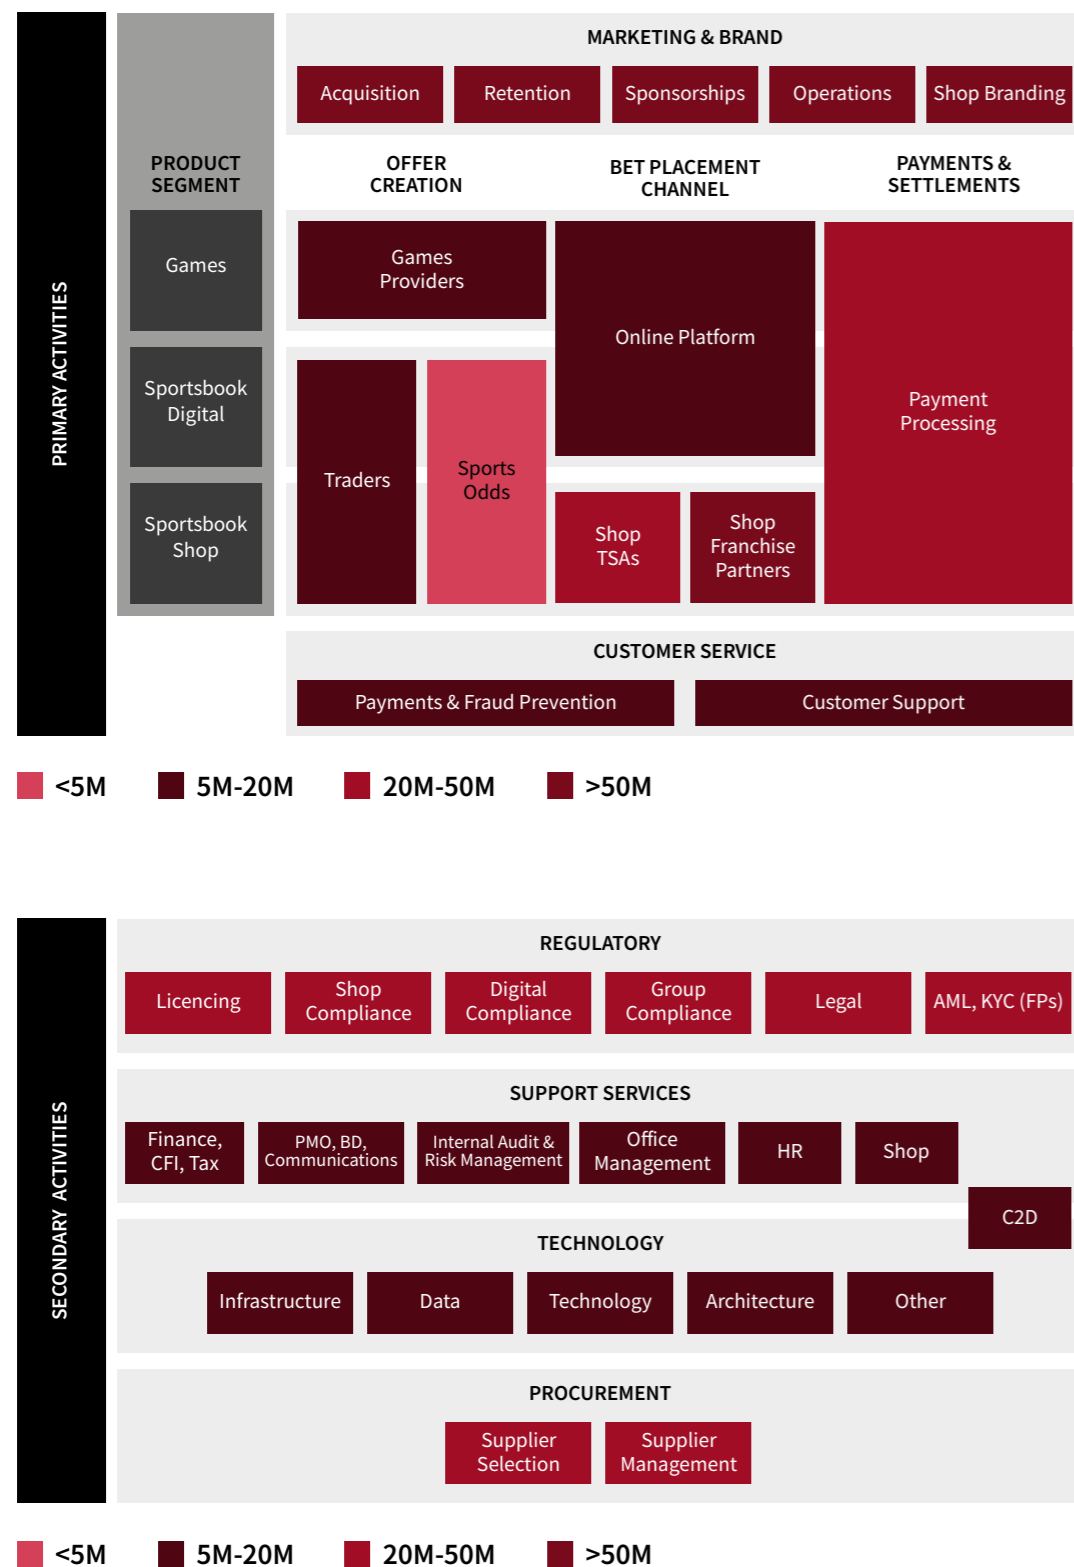 PRIMARY ACTIVITIES
MARKETING & BRAND
Acquisition
Retention
Sponsorships
Operations
Shop Branding
PRODUCT
SEGMENT
OFFER
CREATION
BET PLACEMENT
CHANNEL
PAYMENTS &
SETTLEMENTS
Games
Sportsbook
Digital
Sportsbook
Shop
Games
Providers
Traders
Sports
Odds
Online Platform
Shop
TSAs
Shop
Franchise
Partners
Payment
Processing
CUSTOMER SERVICE
Payments & Fraud Prevention
Customer Support
<5M
5M-20M
20M-50M
>50M
SECONDARY ACTIVITIES
REGULATORY
Licencing
Shop
Compliance
Digital
Compliance
Group
Compliance
Legal
AML, KYC (FPs)
SUPPORT SERVICES
Finance,
CFI, Tax
PMO, BD,
Communications
Internal Audit &
Risk Management
Office
Management
HR
Shop
C2D
TECHNOLOGY
Infrastructure
Data
Technology
Architecture
Other
PROCUREMENT
Supplier
Selection
Supplier
Management
<5M
5M-20M
20M-50M
>50M